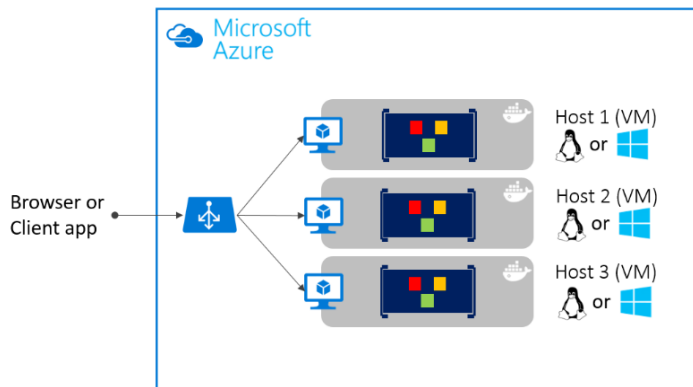 Microsoft
Azure
Host 1 (VM)
or
Browser or
Client app
Host 2 (VM)
or
Host 3 (VM)
or